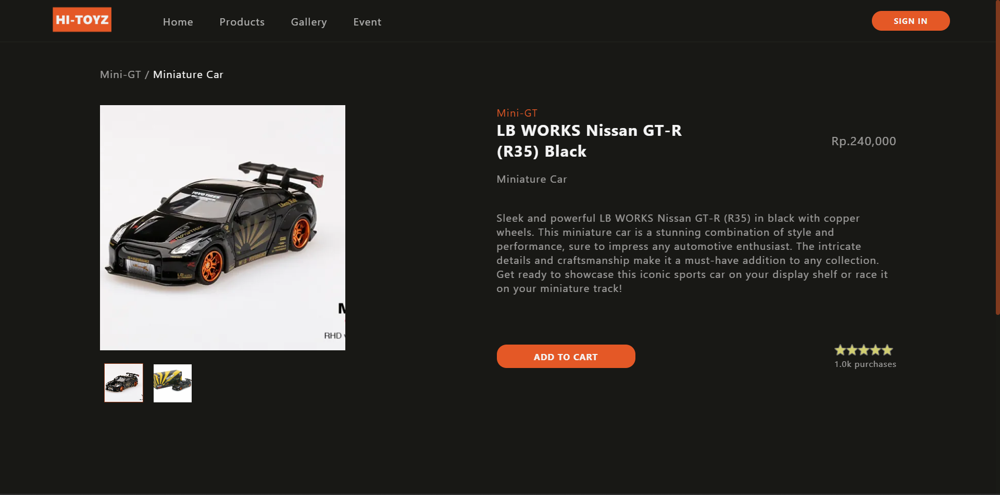 HI-TOYZ
Home
Products
Gallery
Event
SIGN IN
Mini-GT / Miniature Car
Mini-GT
LB WORKS Nissan GT-R
(R35) Black
Rp.240,000
Miniature Car
Sleek and powerful LB WORKS Nissan GT-R (R35) in black with copper
wheels. This miniature car is a stunning combination of style and
performance, sure to impress any automotive enthusiast. The intricate
details and craftsmanship make it a must-have addition to any collection.
Get ready to showcase this iconic sports car on your display shelf or race it
on your miniature track!
TOYO TIRES
RHD
ADD TO CART
1.0k purchases